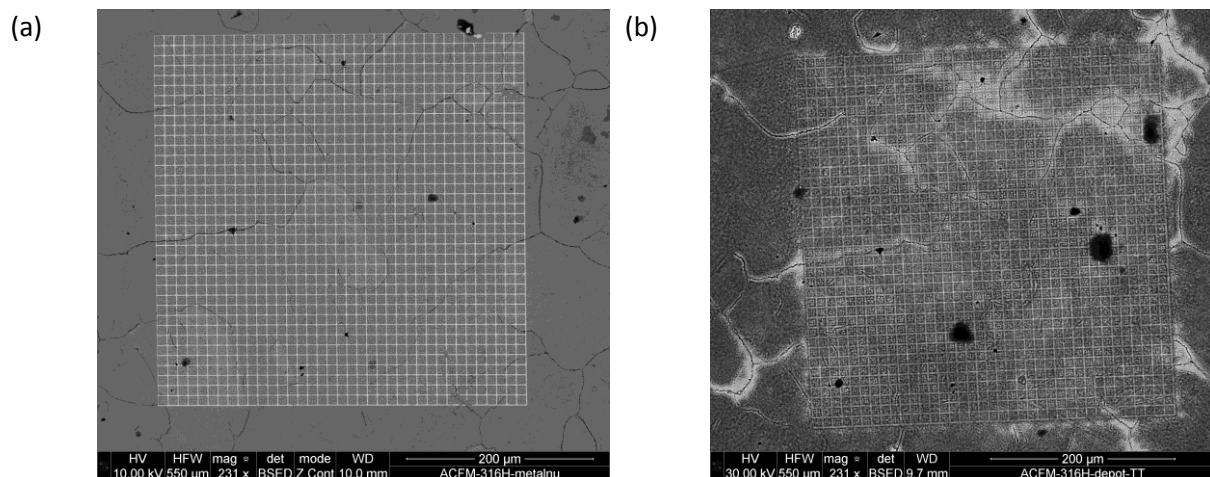 (a)
(b)
HV HFW mag det mode WD 200 µm
10.00 kV 550 µm 231 x BSED Z Cont 10.0 mm ACFM-316H-metalnu
HV HFW mag det WD 200 µm
30.00 kV 550 µm 231 x BSED 9.7 mm ACFM-316H-depot-TT